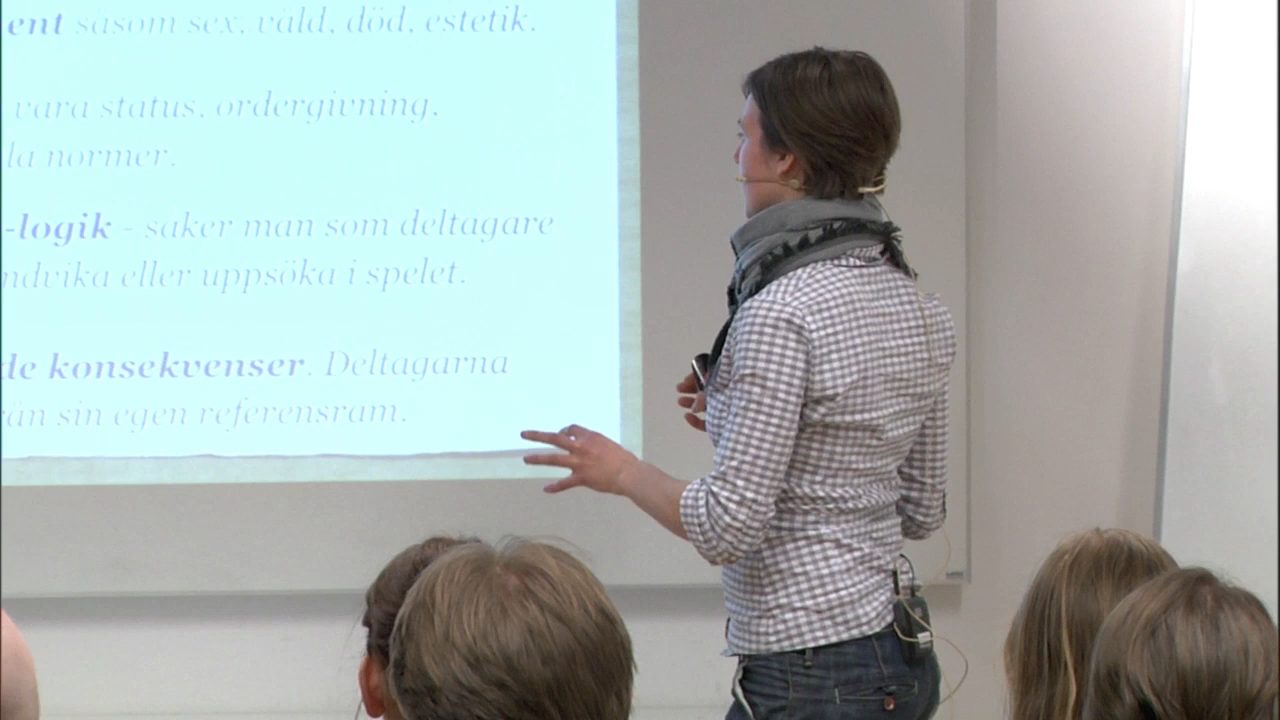 ent såsom sex, våld, död, estetik.
vara status, ordergivning,
la normer.
-logik - saker man som deltagare
ndvika eller uppsöka i spelet.
de konsekvenser. Deltagarna
rån sin egen referensram.